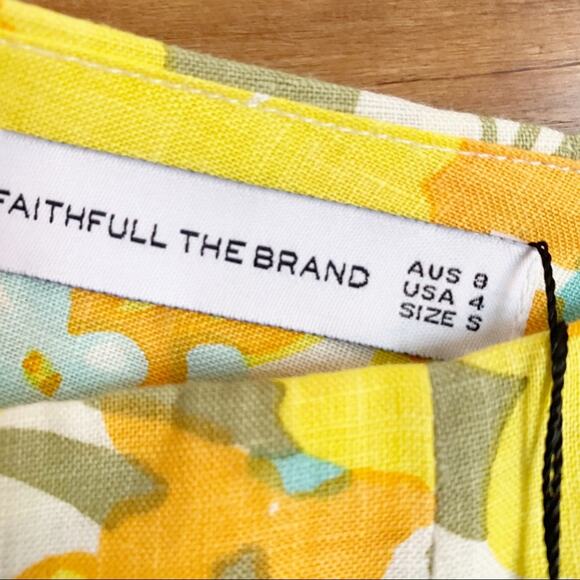 FAITHFULL THE BRAND
AUS 8
USA 4
SIZE S